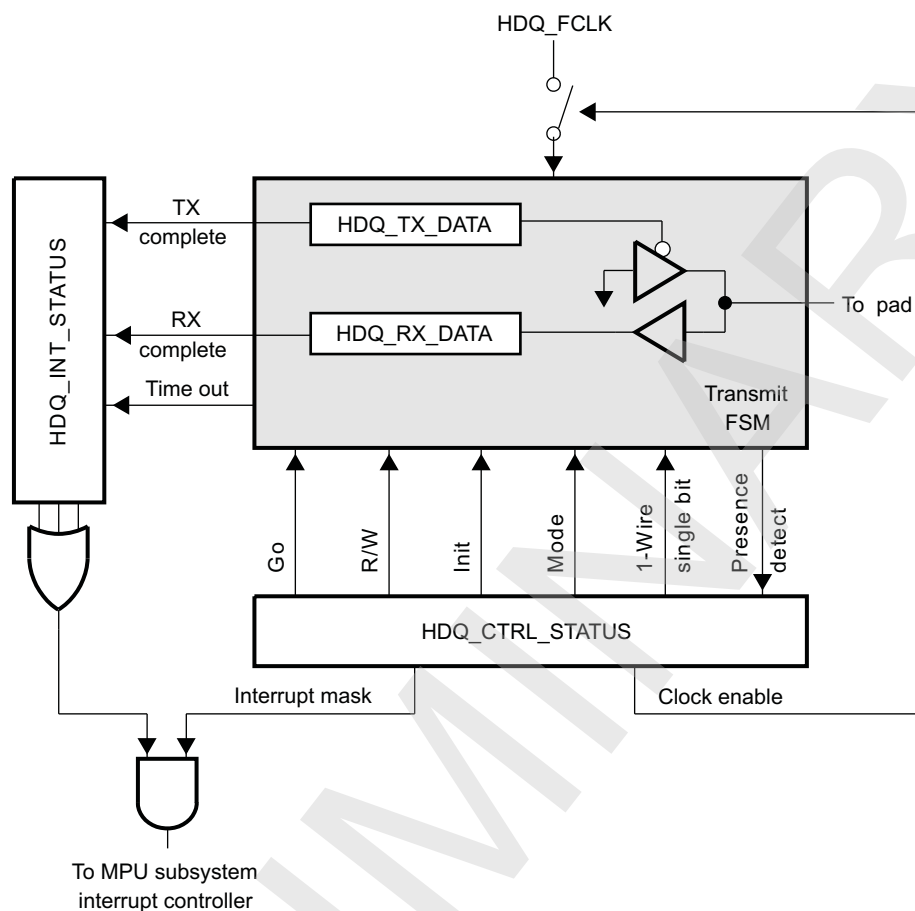 HDQ_FCLK
TX
complete
HDQ_TX_DATA
HDQ_INT_STATUS
RX
complete
HDQ_RX_DATA
To pad
Time out
Transmit
FSM
Go
R/W
Init
Mode
1-Wire
single bit
Presence
detect
HDQ_CTRL_STATUS
Interrupt mask
Clock enable
To MPU subsystem
interrupt controller